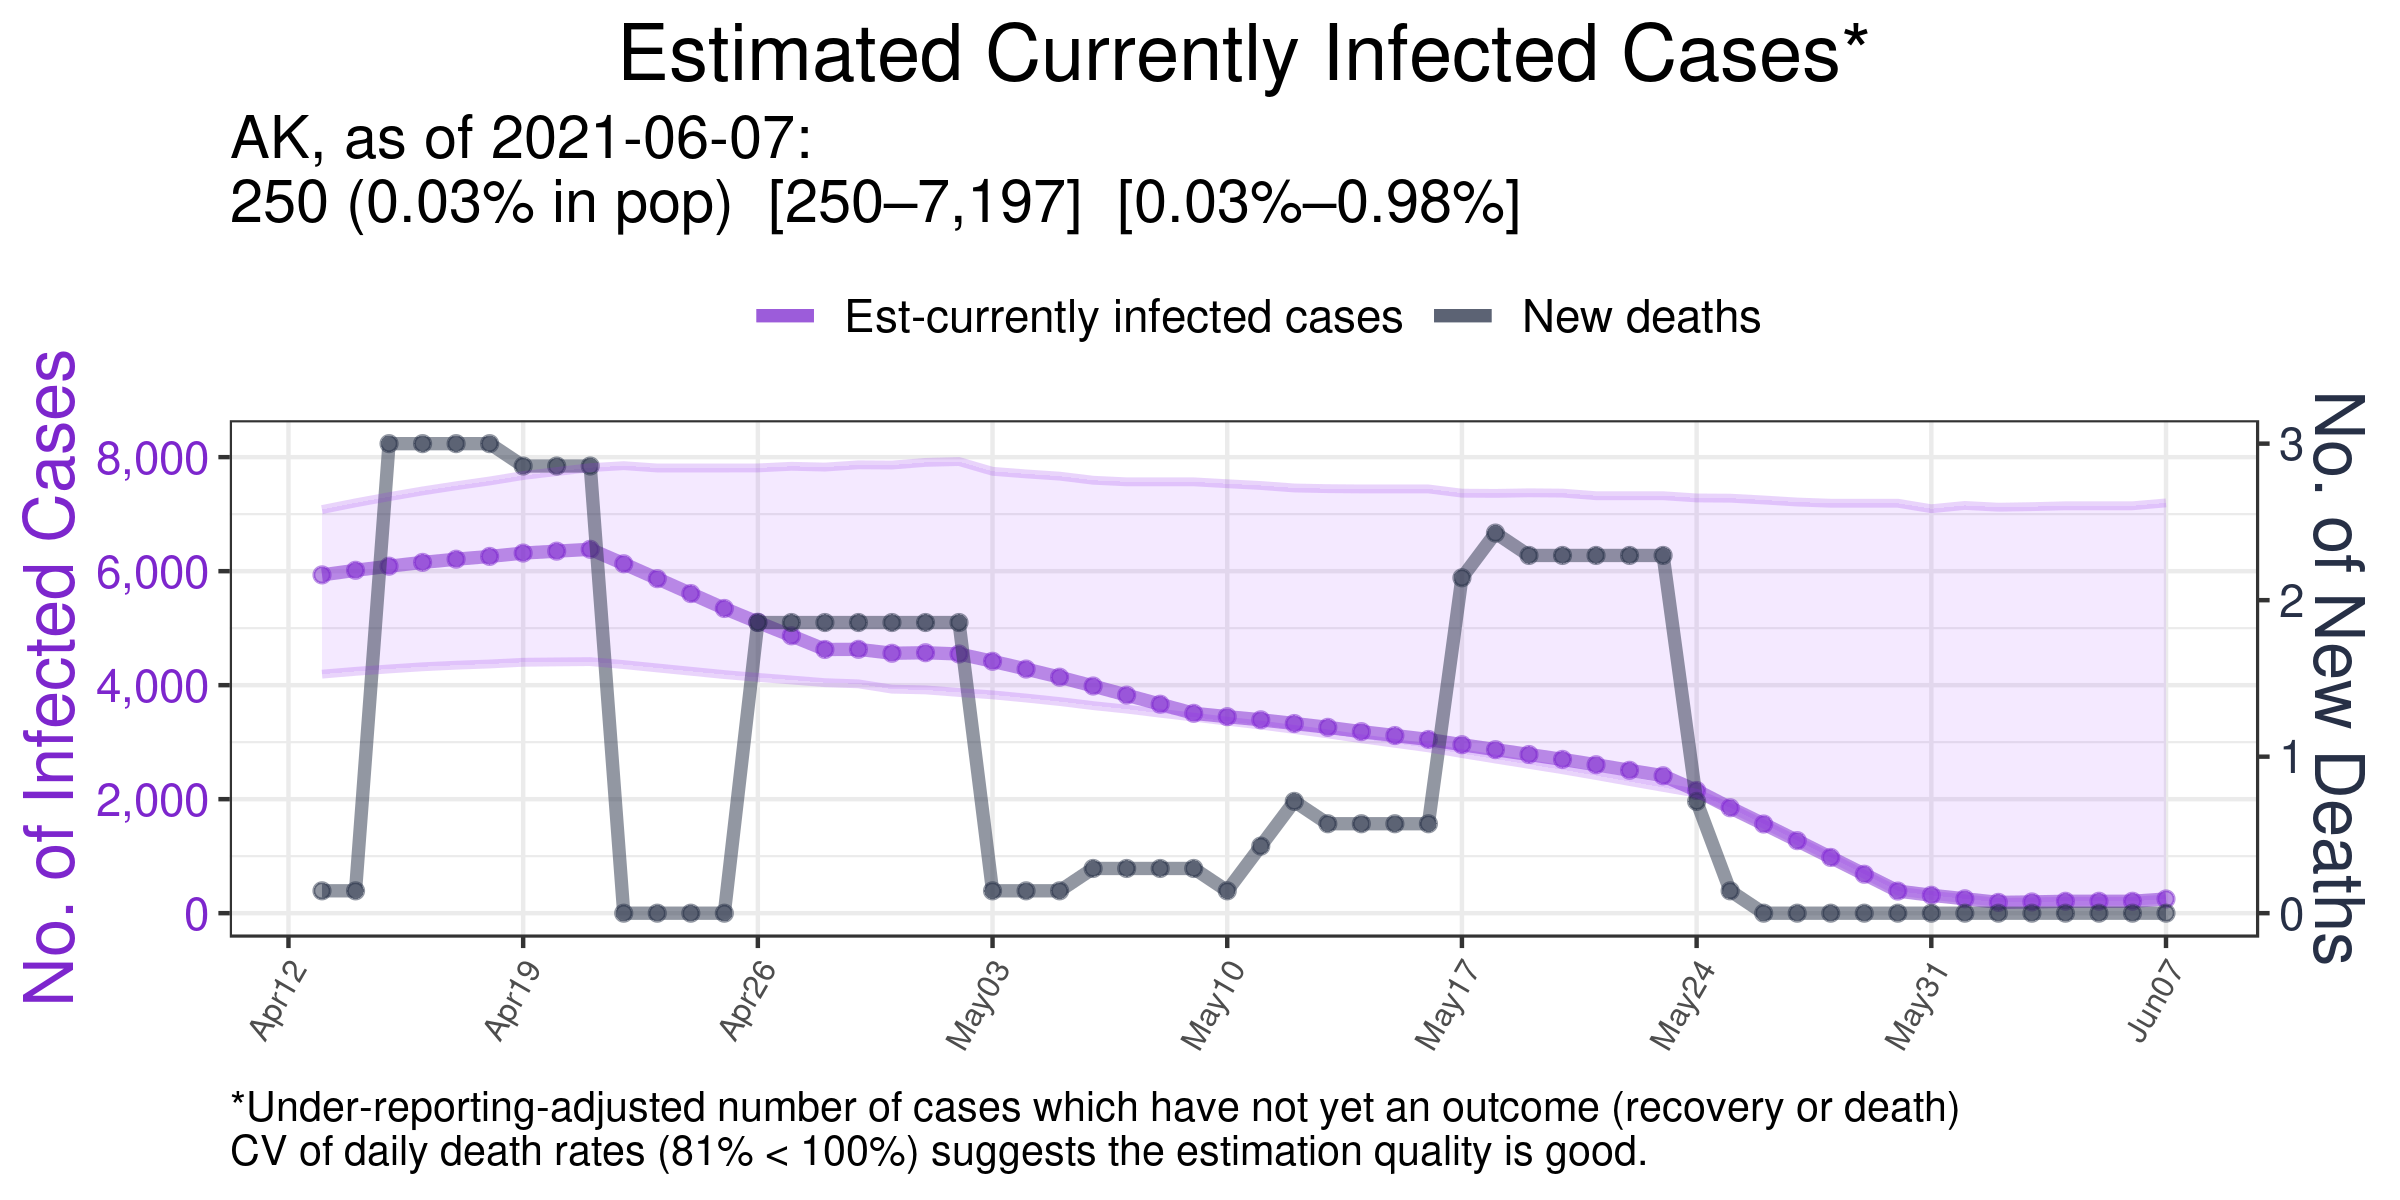 Estimated Currently Infected Cases*
AK, as of 2021-06-07:
250 (0.03% in pop)  [250–7,197]  [0.03%–0.98%]
Est-currently infected cases
New deaths
No. of Infected Cases
8,000
6,000
4,000
2,000
0
3
2
1
0
No. of New Deaths
Apr12
Apr19
Apr26
May03
May10
May17
May24
May31
Jun07
*Under-reporting-adjusted number of cases which have not yet an outcome (recovery or death)
CV of daily death rates (81% < 100%) suggests the estimation quality is good.